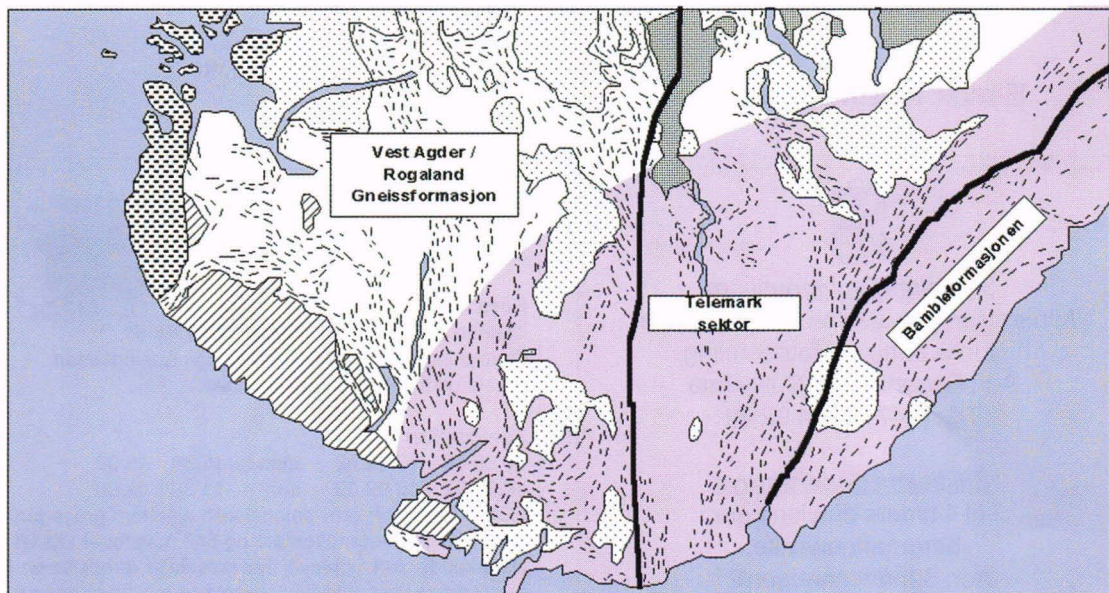 Vest Agder /
Rogaland
Gneissformasjon
Telemark
sektor
Bambleformasjonen